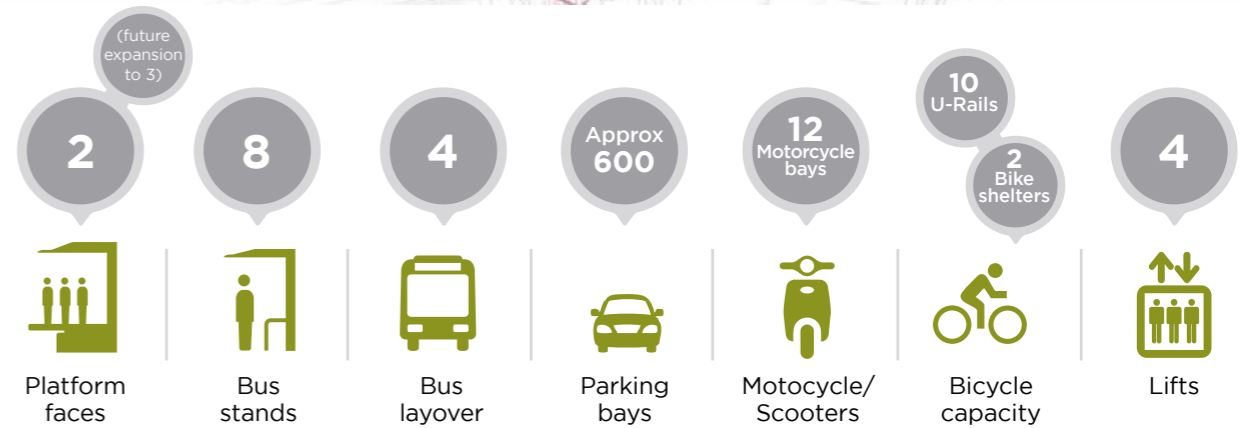 (future
expansion
to 3)
2
8
4
Approx
600
12
Motorcycle
bays
10
U-Rails
2
Bike
shelters
4
Platform
faces
Bus
stands
Bus
layover
Parking
bays
Motocycle/
Scooters
Bicycle
capacity
Lifts